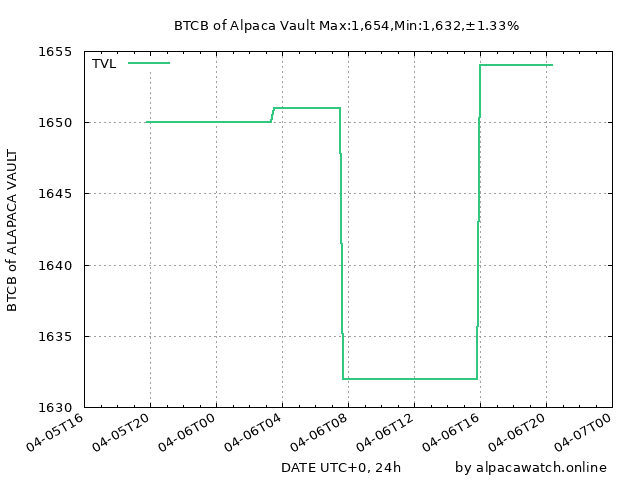 BTCB of Alpaca Vault Max:1,654,Min:1,632,±1.33%
TVL
1655
1650
1645
1640
1635
1630
BTCB of ALAPACA VAULT
04-05T16
04-05T20
04-06T00
04-06T04
04-06T08
04-06T12
04-06T16
04-06T20
04-07T00
DATE UTC+0, 24h
by alpacawatch.online